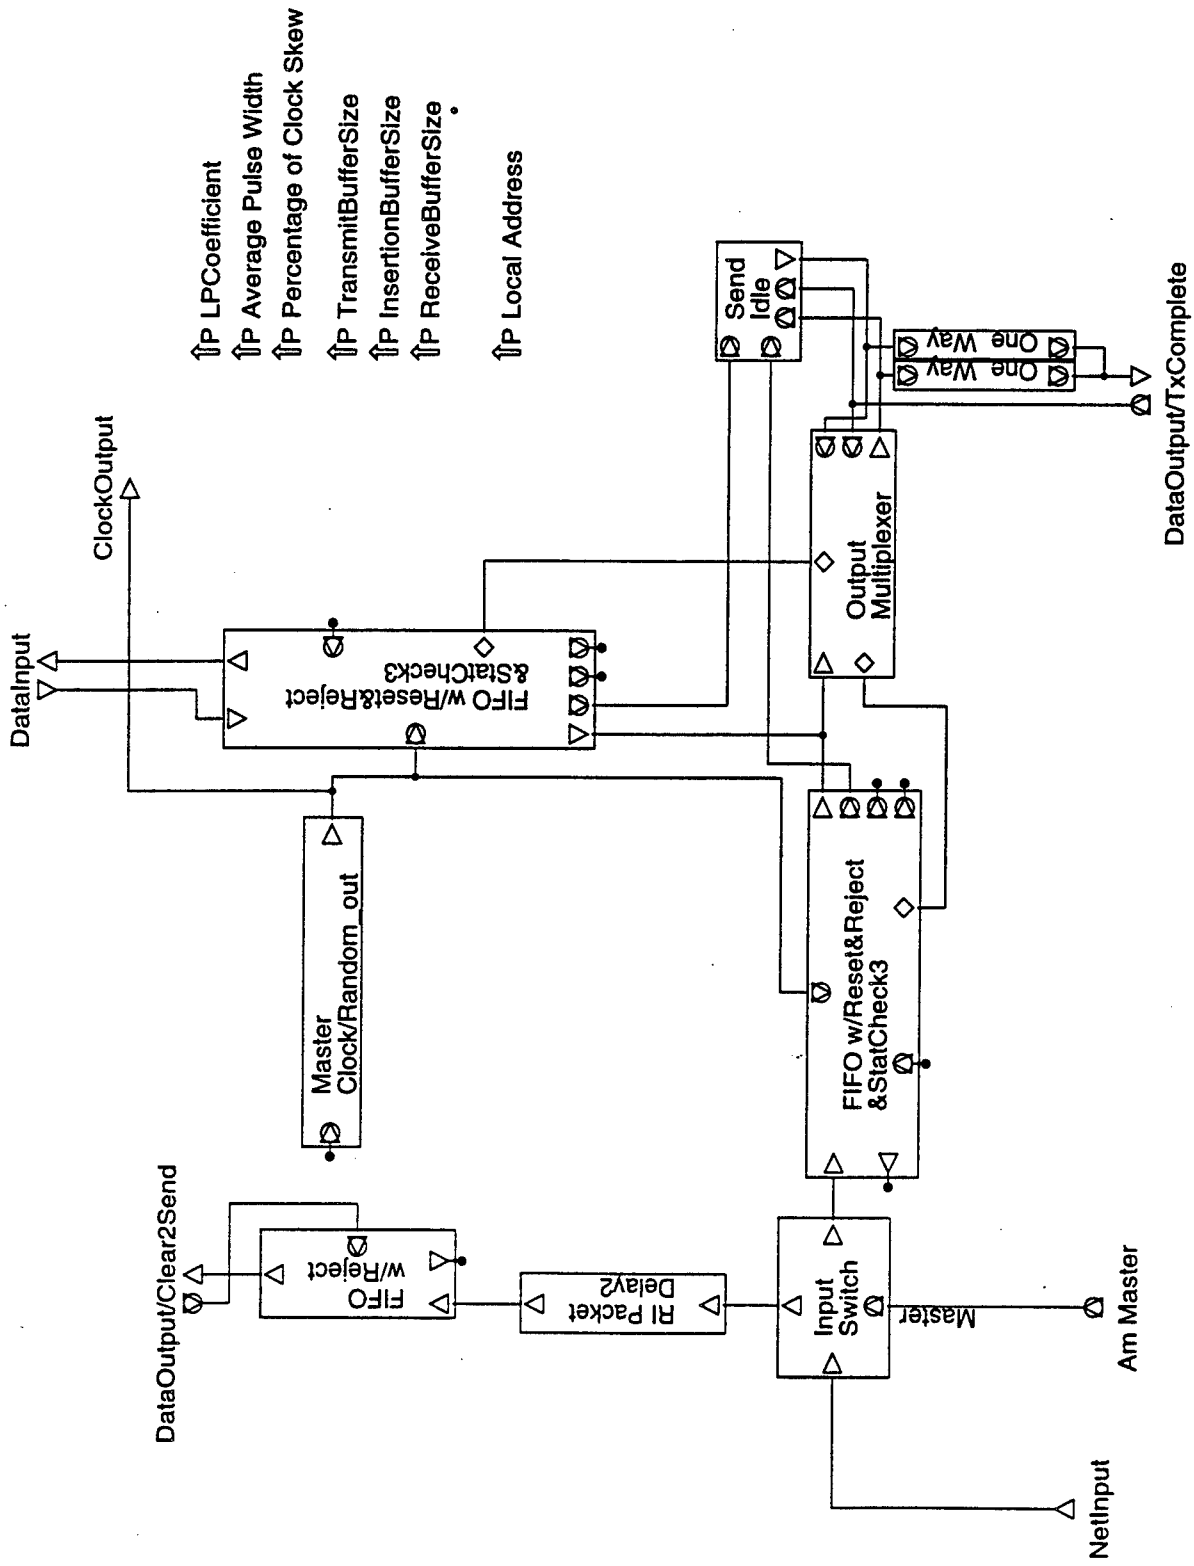 DataInput
ClockOutput
DataOutput/Clear2Send
⇑P LPCoefficient
⇑P Average Pulse Width
⇑P Percentage of Clock Skew
⇑P TransmitBufferSize
⇑P InsertionBufferSize
⇑P ReceiveBufferSize
⇑P Local Address
Master
Clock/Random_out
FIFO w/Reset&Reject
&StatCheck3
FIFO
w/Reject
RI Packet
Delay2
Input
Switch
Master
FIFO w/Reset&Reject
&StatCheck3
Output
Multiplexer
Send
Idle
One Way
One Way
NetInput
Am Master
DataOutput/TxComplete